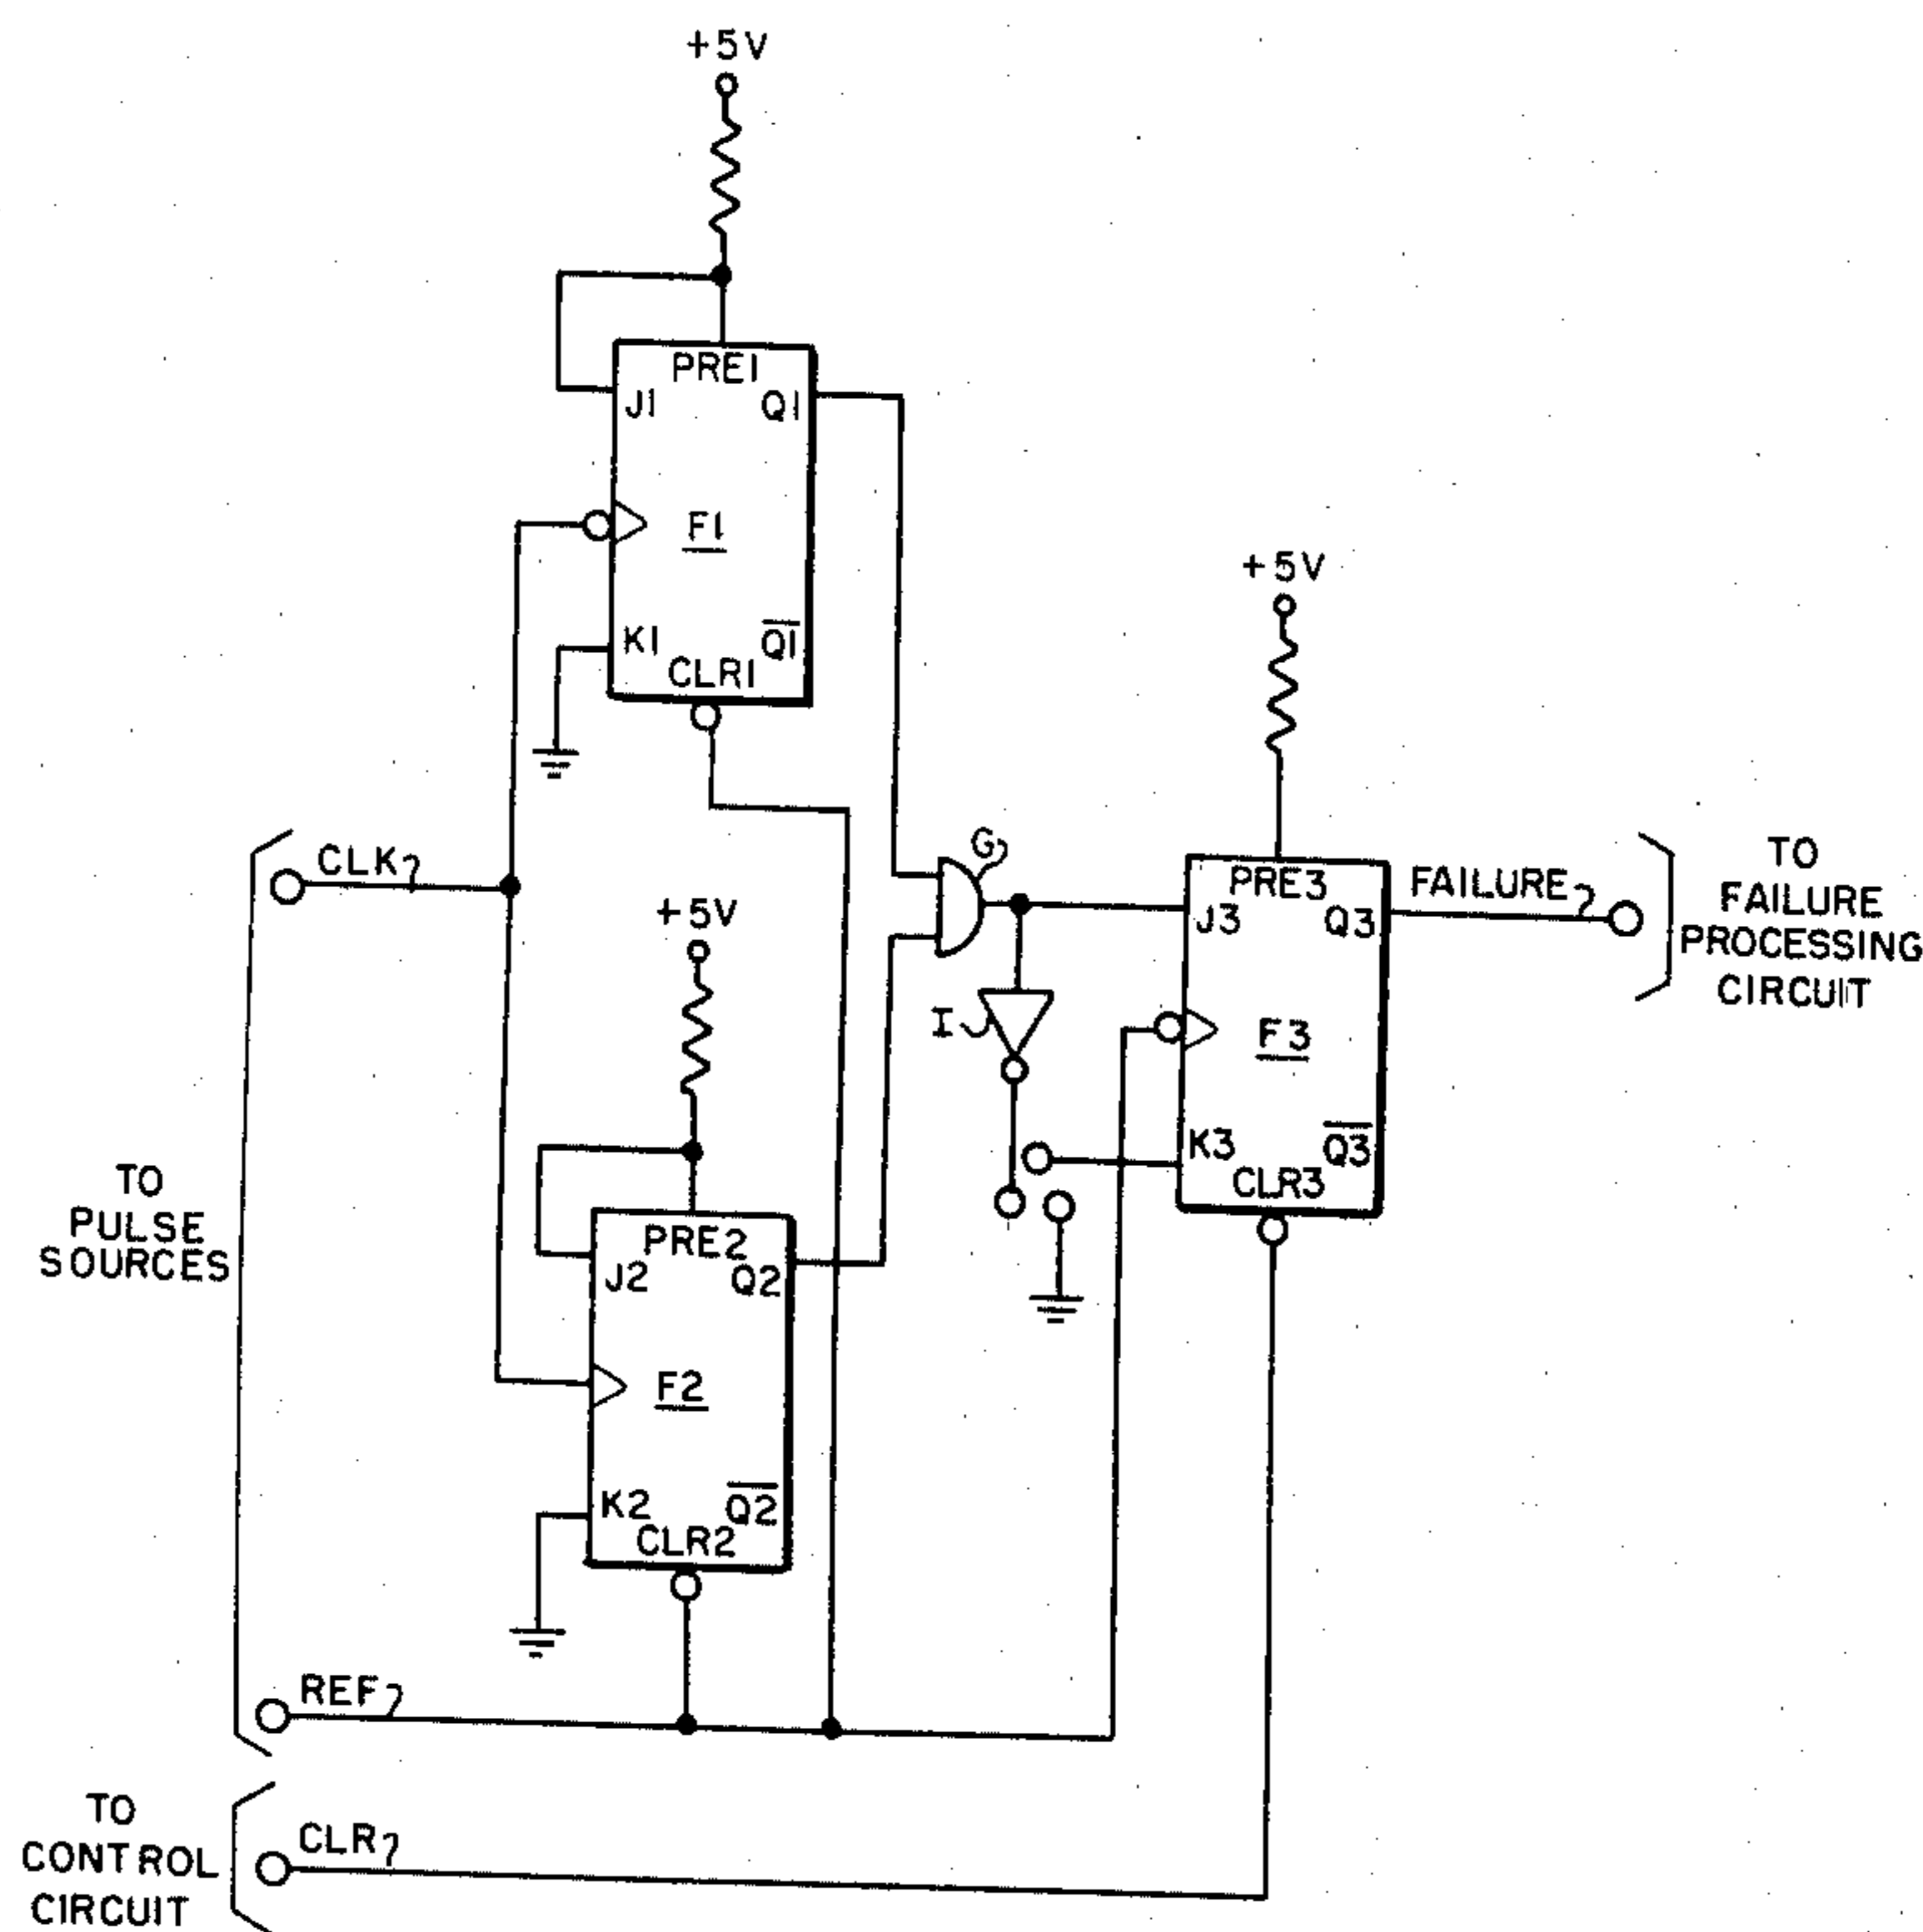 +5V
PRE1
J1
Q1
F1
K1
Q1
CLR1
+5V
CLK
G
TO
FAILURE
PROCESSING
CIRCUIT
PRE3
FAILURE
J3
Q3
+5V
I
F3
K3
Q3
CLR3
TO
PULSE
SOURCES
PRE2
J2
Q2
F2
K2
Q2
CLR2
REF
TO
CONTROL
CIRCUIT
CLR